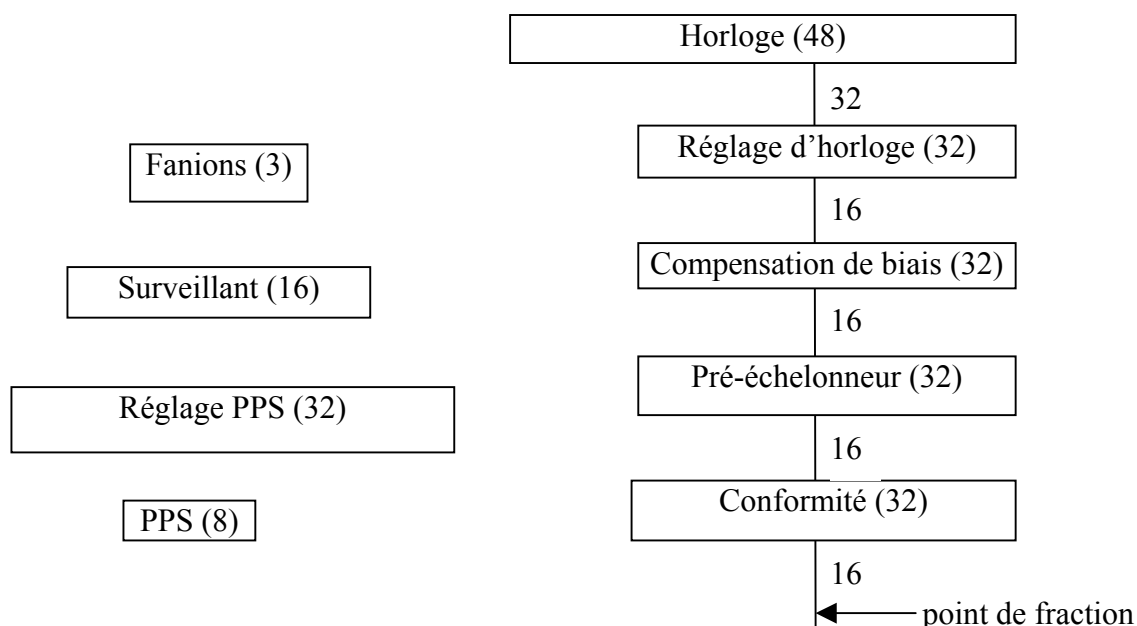 Horloge (48)
32
Fanions (3)
Réglage d'horloge (32)
16
Surveillant (16)
Compensation de biais (32)
16
Réglage PPS (32)
Pré-échelonneur (32)
16
PPS (8)
Conformité (32)
16
point de fraction